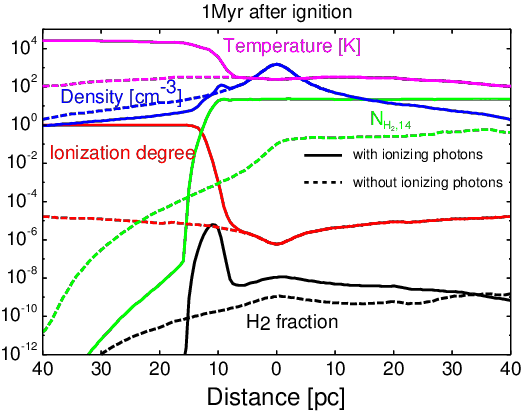 1Myr after ignition
10^4
10^2
10^0
10^-2
10^-4
10^-6
10^-8
10^-10
10^-12
Temperature [K]
Density [cm^-3]
N_H2,14
Ionization degree
with ionizing photons
without ionizing photons
H2 fraction
40 30 20 10 0 10 20 30 40
Distance [pc]